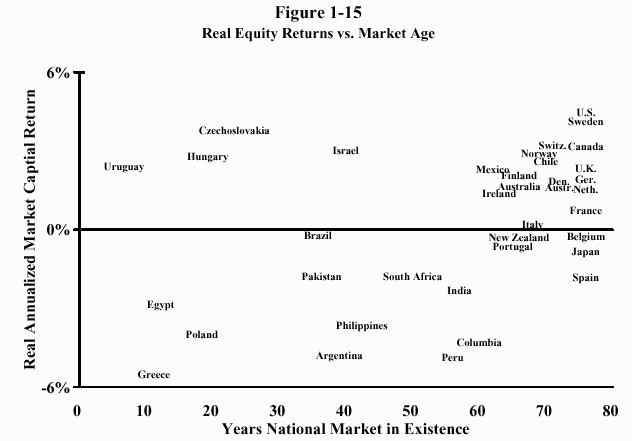 Figure 1-15
Real Equity Returns vs. Market Age
Real Annualized Market Captial Return
6%
U.S.
Sweden
Czechoslovakia
Switz. Canada
Israel
Norway
Hungary
Chile
Uruguay
Mexico
U.K.
Finland
Den. Ger.
Australia
Austr. Neth.
Ireland
France
Italy
0%
Brazil
New Zealand
Belgium
Portugal
Japan
Pakistan
South Africa
Spain
India
Egypt
Philippines
Poland
Columbia
Argentina
Peru
Greece
-6%
0 10 20 30 40 50 60 70 80
Years National Market in Existence